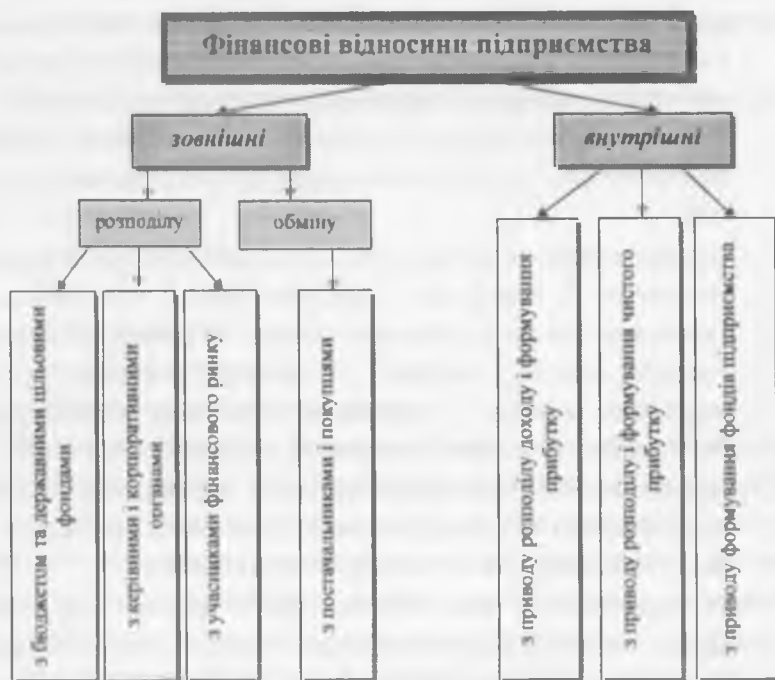 Фінансові відносини підприємства
зовнішні
внутрішні
розподілу
обміну
з бюджетом та державними цільовими
фондами
з керівними і корпоративними
органами
з учасниками фінансового ринку
з постачальниками і покупцями
з приводу розподілу доходу і формування
прибутку
з приводу розподілу і формування чистого
прибутку
з приводу формування фондів підприємства